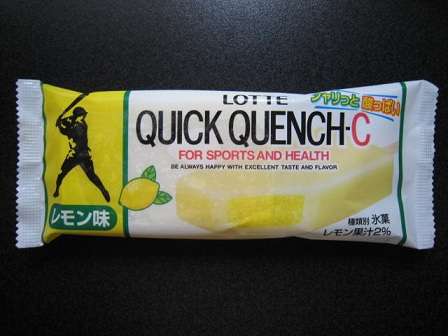 LOTTE
シャリっと 酸っぱい
QUICK QUENCH-C
FOR SPORTS AND HEALTH
BE ALWAYS HAPPY WITH EXCELLENT TASTE AND FLAVOR
レモン味
種類別 氷菓
レモン果汁2%